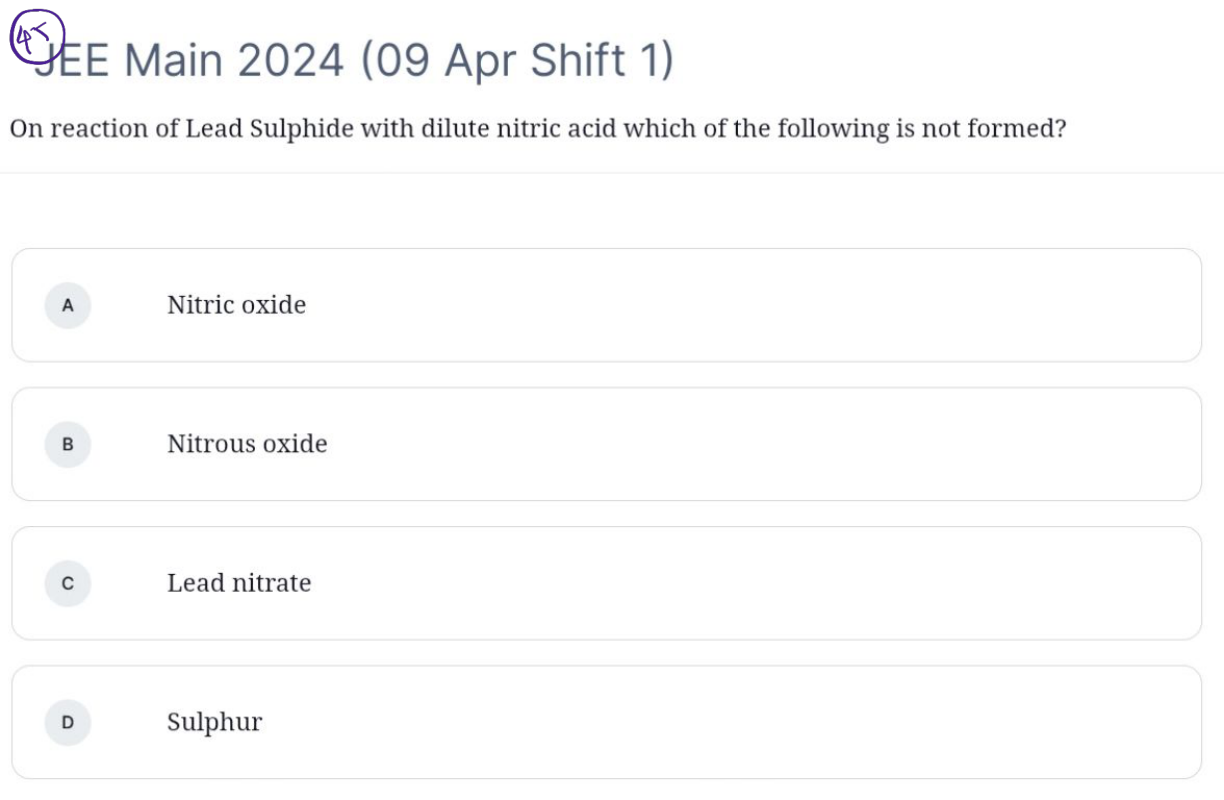 45
JEE Main 2024 (09 Apr Shift 1)
On reaction of Lead Sulphide with dilute nitric acid which of the following is not formed?
A Nitric oxide
B Nitrous oxide
C Lead nitrate
D Sulphur